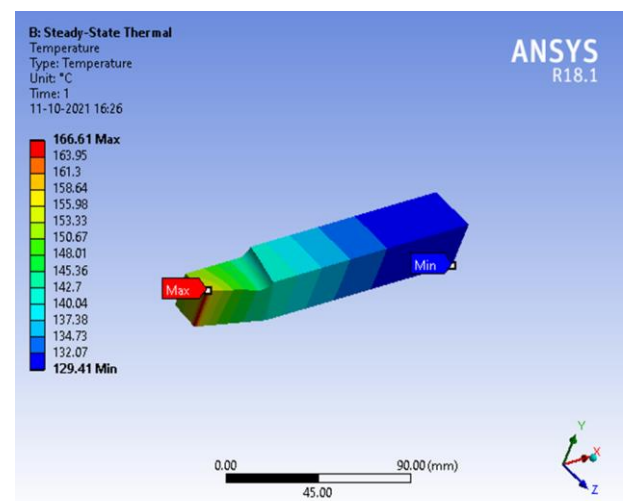 B: Steady-State Thermal
Temperature
Type: Temperature
Unit: °C
Time: 1
11-10-2021 16:26
ANSYS
R18.1
166.61 Max
163.95
161.3
158.64
155.98
153.33
150.67
148.01
145.36
142.7
140.04
137.38
134.73
132.07
129.41 Min
Max
Min
0.00
90.00 (mm)
45.00
Y
X
Z